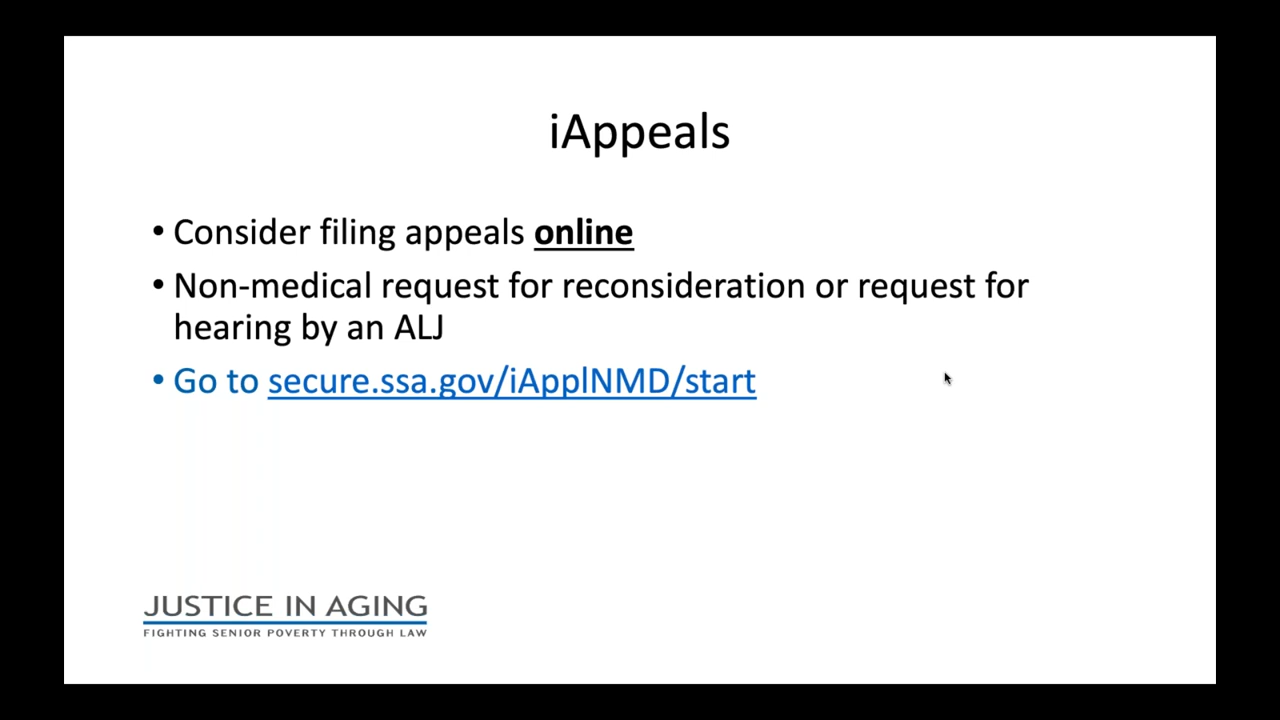 iAppeals
• Consider filing appeals online
• Non-medical request for reconsideration or request for
hearing by an ALJ
• Go to secure.ssa.gov/iApplNMD/start
JUSTICE IN AGING
FIGHTING SENIOR POVERTY THROUGH LAW